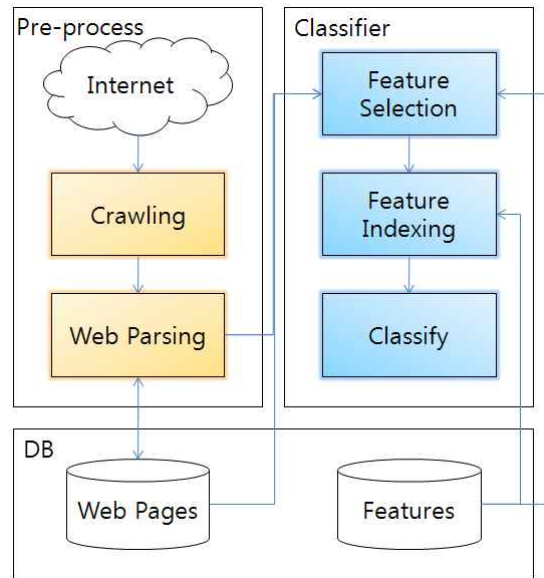 Pre-process
Internet
Crawling
Web Parsing
Classifier
Feature
Selection
Feature
Indexing
Classify
DB
Web Pages
Features